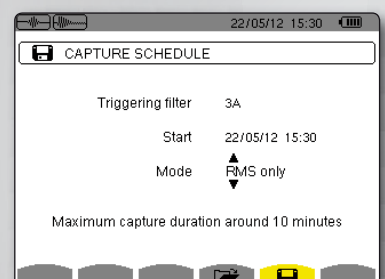 22/05/12 15:30
CAPTURE SCHEDULE
Triggering filter 3A
Start 22/05/12 15:30
Mode RMS only
Maximum capture duration around 10 minutes